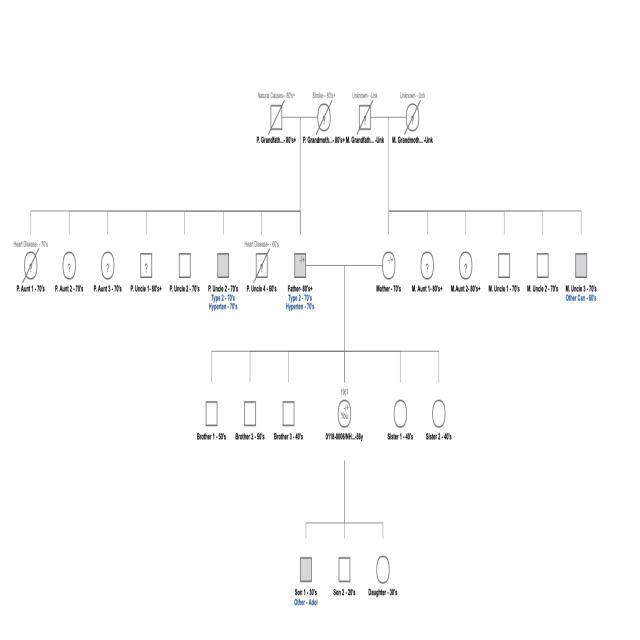 Natural Causes-- 80's+ Stroke-- 80's+ Unknown--Unk Unknown--Unk
? ? ?
P. Grandfath...- 80's+ P. Grandmoth...- 80's+ M. Grandfath... -Unk M. Grandmoth... -Unk
Heart Disease- - 70's Heart Disease- - 60's
? ? ? ? ? -/+ -/+ ? ?
P. Aunt 1 - 70's P. Aunt 2 - 70's P. Aunt 3 - 70's P. Uncle 1- 80's+ P. Uncle 2 - 70's P. Uncle 2 - 70's P. Uncle 4 - 60's Father- 80's+ Mother - 70's M. Aunt 1- 80's+ M.Aunt 2- 80's+ M. Uncle 1 - 70's M. Uncle 2 - 70's M. Uncle 3 - 70's
Type 2 - 70's Type 2 - 70's Other Can - 60's
Hyperten - 70's Hyperten - 70's
1961
-/+
You
Brother 1 - 50's Brother 2 - 50's Brother 3 - 40's 0118-0006/NH...-56y Sister 1 - 40's Sister 2 - 40's
Son 1 - 30's Son 2 - 20's Daughter - 30's
Other - Adol